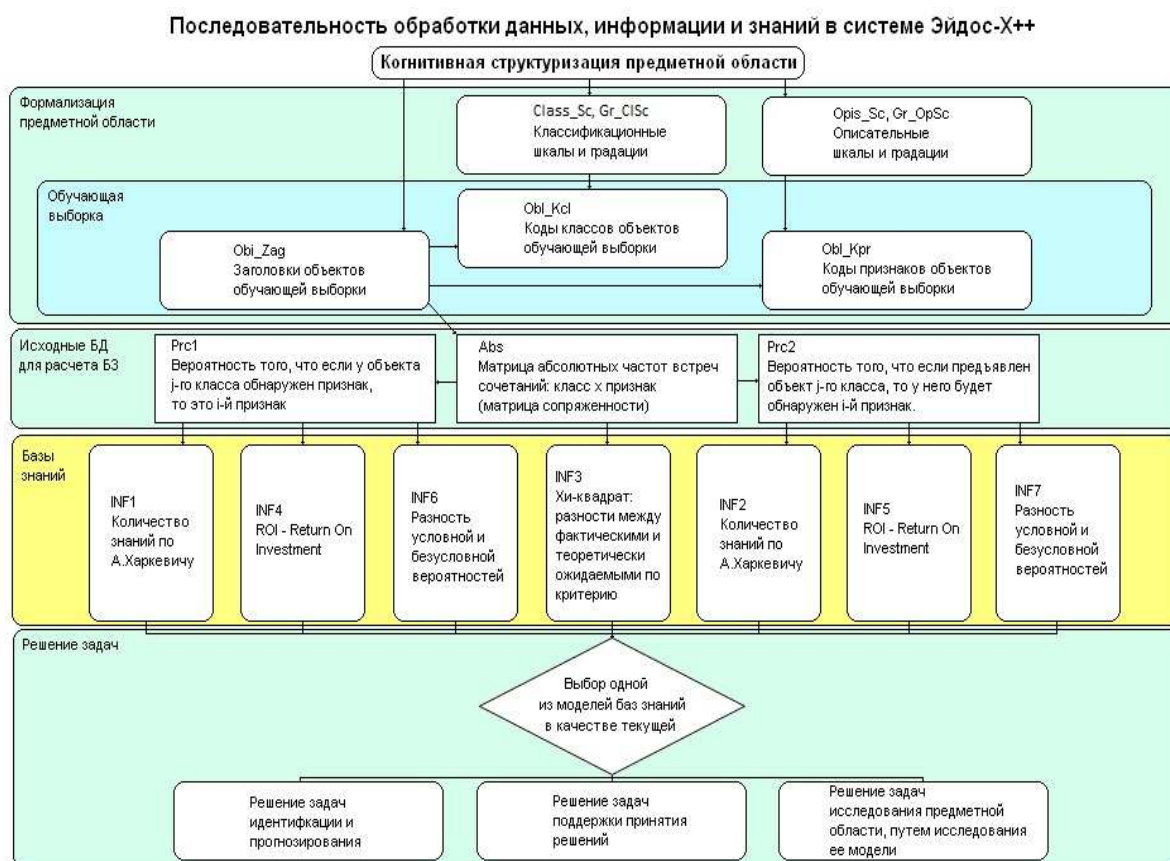 Последовательность обработки данных, информации и знаний в системе Эйдос-X++
Когнитивная структуризация предметной области
Формализация
предметной области
Class_Sc, Gr_ClSc
Классификационные
шкалы и градации
Opis_Sc, Gr_OpSc
Описательные
шкалы и градации
Обучающая
выборка
Obi_Zag
Заголовки объектов
обучающей выборки
Obl_Kcl
Коды классов объектов
обучающей выборки
Obl_Kpr
Коды признаков объектов
обучающей выборки
Исходные БД
для расчета БЗ
Prc1
Вероятность того, что если у объекта
j-го класса обнаружен признак,
то это i-й признак
Abs
Матрица абсолютных частот встреч
сочетаний: класс x признак
(матрица сопряженности)
Prc2
Вероятность того, что если предъявлен
объект j-го класса, то у него будет
обнаружен i-й признак.
Базы
знаний
INF1
Количество
знаний по
А.Харкевичу
INF4
ROI - Return On
Investment
INF6
Разность
условной и
безусловной
вероятностей
INF3
Хи-квадрат:
разности между
фактическими и
теоретически
ожидаемыми по
критерию
INF2
Количество
знаний по
А.Харкевичу
INF5
ROI - Return On
Investment
INF7
Разность
условной и
безусловной
вероятностей
Решение задач
Выбор одной
из моделей баз знаний
в качестве текущей
Решение задач
идентифкации и
прогнозирования
Решение задач
поддержки принятия
решений
Решение задач
исследования предметной
области, путем исследования
ее модели